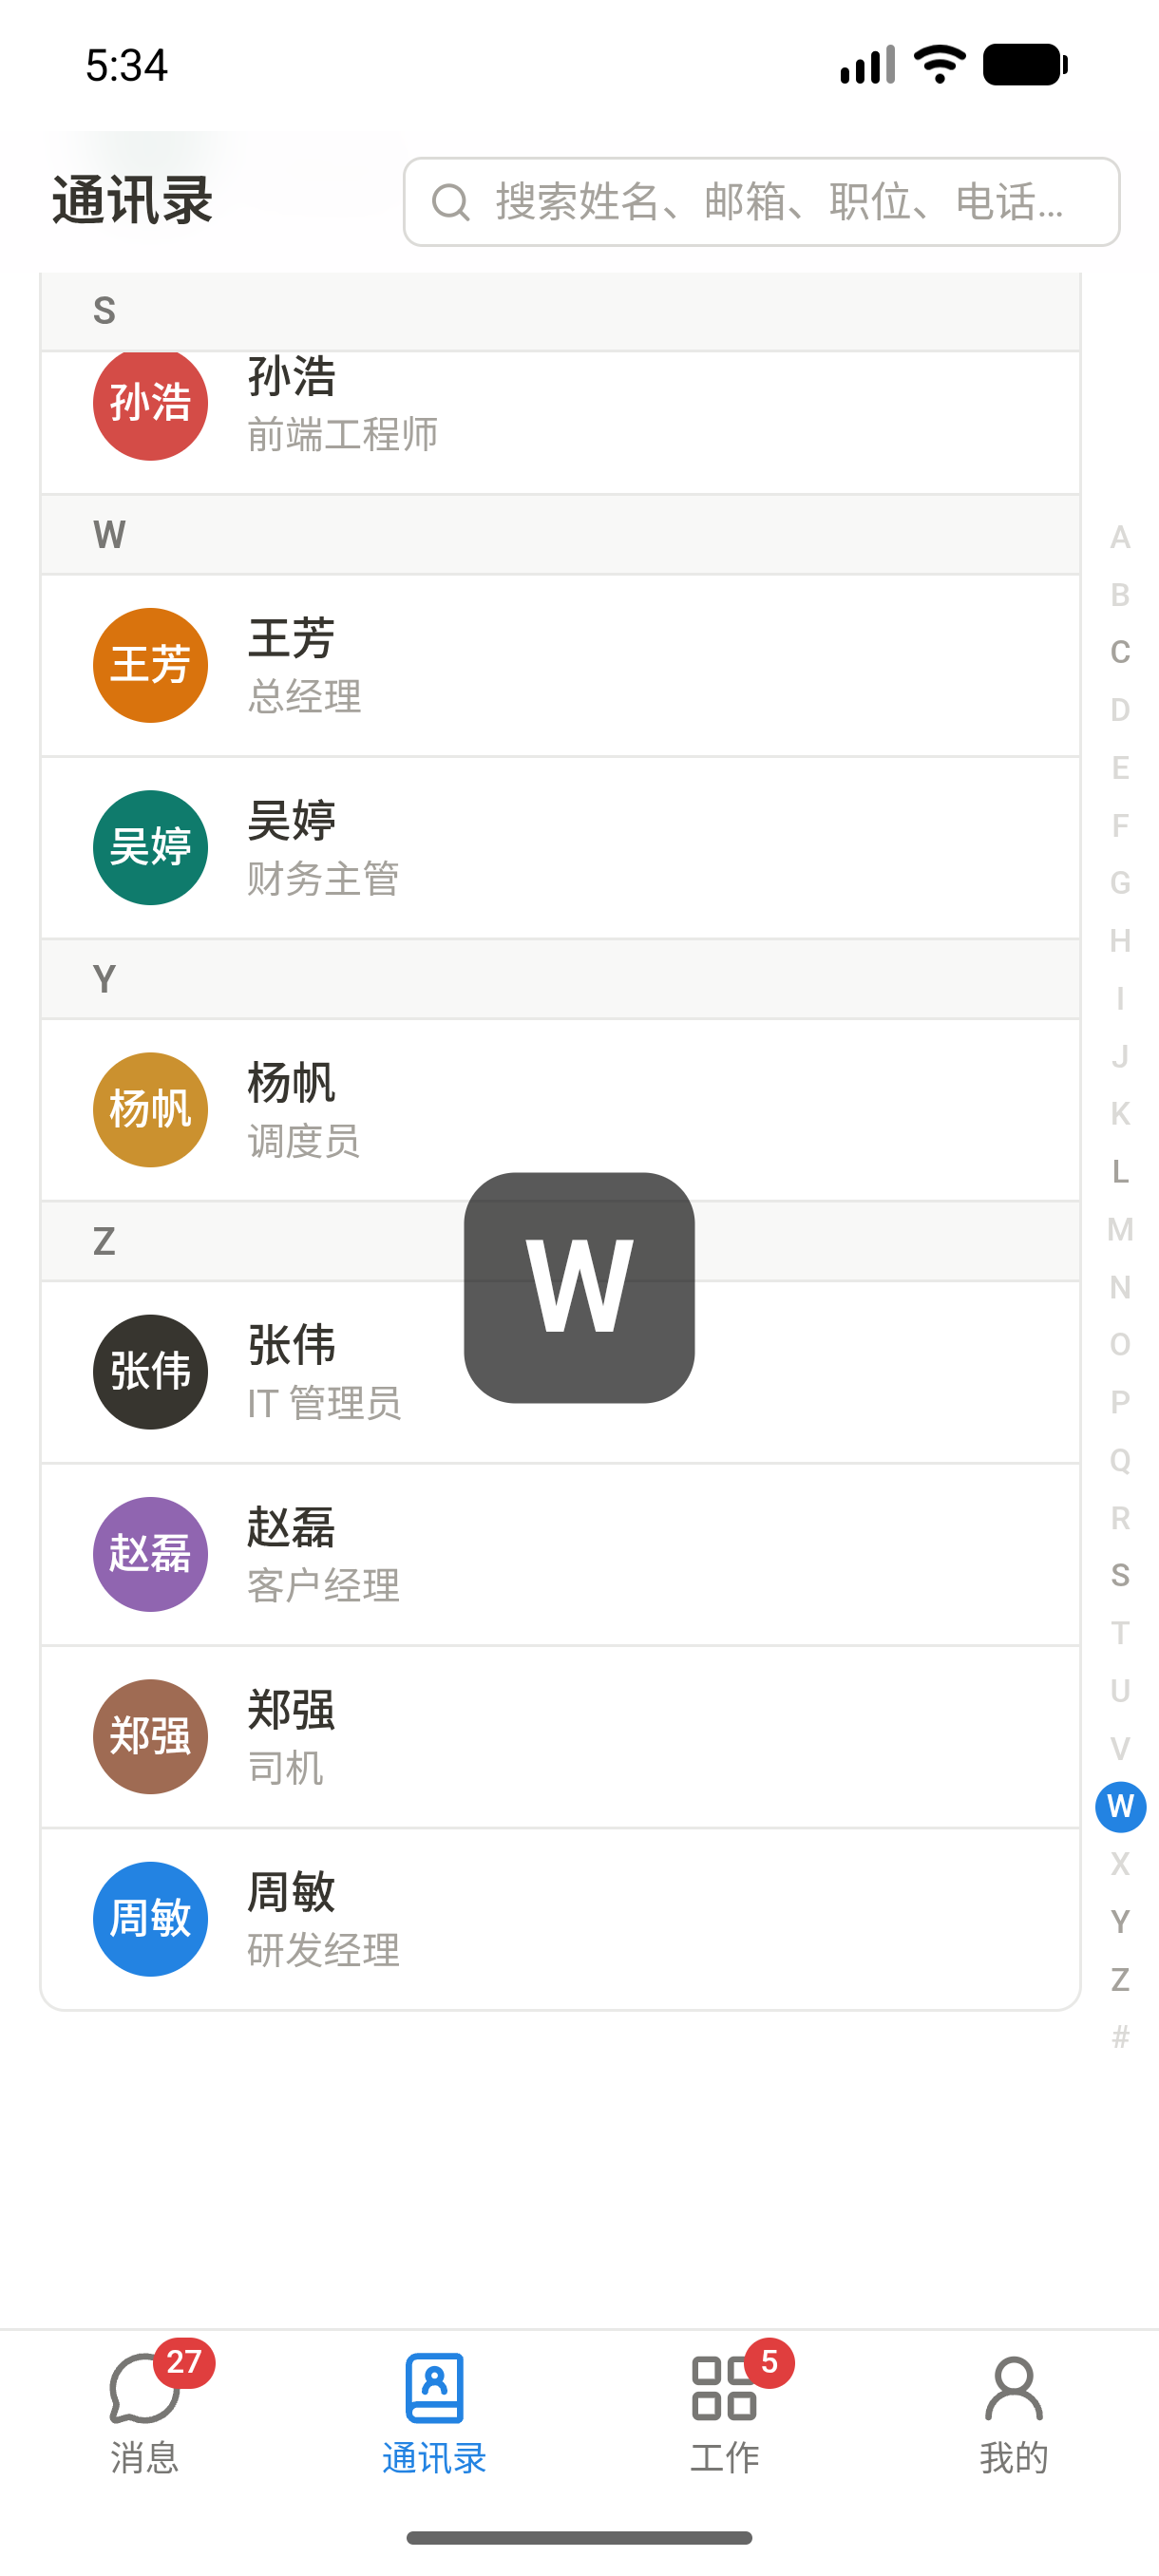 5:34
通讯录
搜索姓名、邮箱、职位、电话...
S
孙浩
孙浩
前端工程师
W
王芳
王芳
总经理
吴婷
吴婷
财务主管
Y
杨帆
杨帆
调度员
Z
W
张伟
张伟
IT 管理员
赵磊
赵磊
客户经理
郑强
郑强
司机
周敏
周敏
研发经理
A
B
C
D
E
F
G
H
I
J
K
L
M
N
O
P
Q
R
S
T
U
V
W
X
Y
Z
#
27
消息
通讯录
5
工作
我的